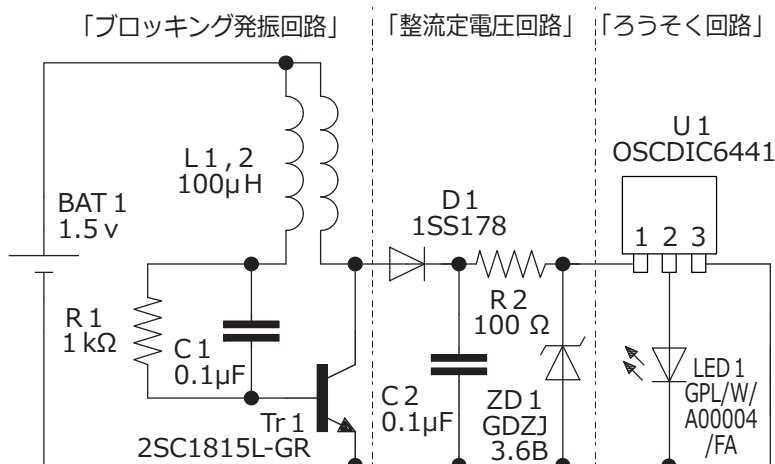 「ブロッキング発振回路」
「整流定電圧回路」
「ろうそく回路」
U1
OSCDIC6441
L1,2
100μH
BAT1
1.5v
D1
1SS178
1 2 3
R1
1kΩ
C1
0.1μF
R2
100 Ω
Tr1
2SC1815L-GR
C2
0.1μF
ZD1
GDZJ
3.6B
LED1
GPL/W/
A00004
/FA